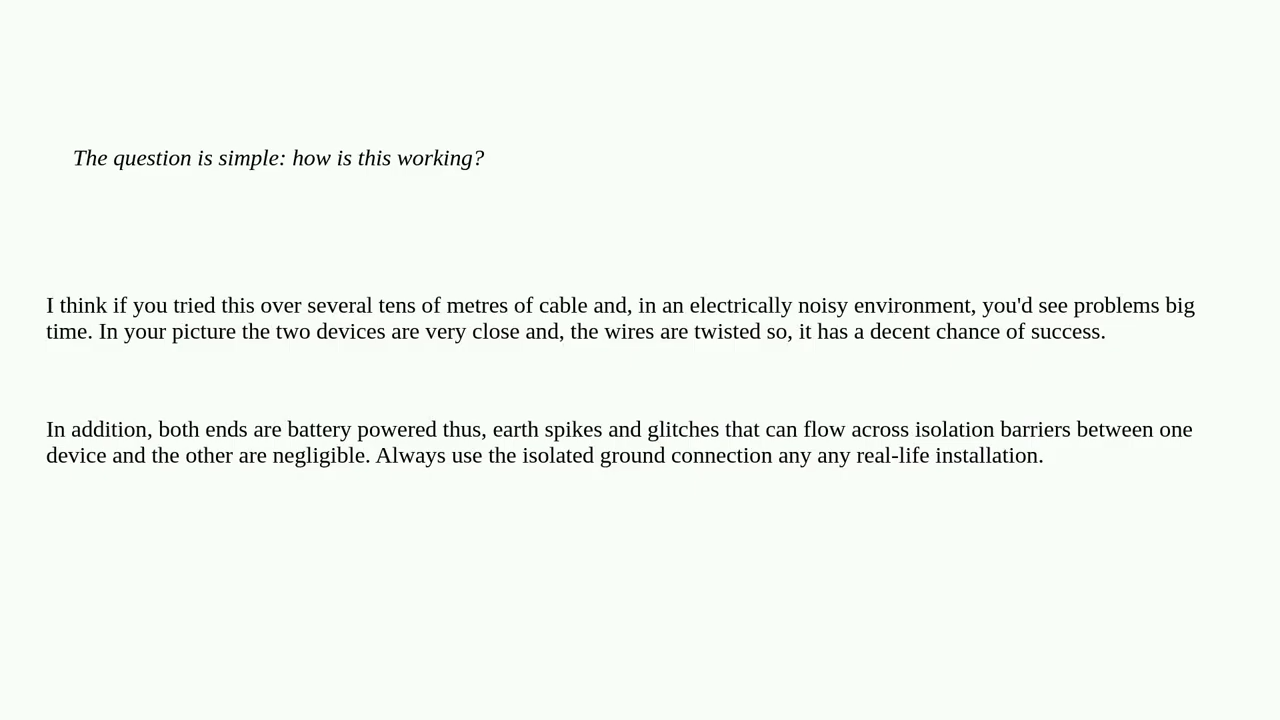 The question is simple: how is this working?
I think if you tried this over several tens of metres of cable and, in an electrically noisy environment, you'd see problems big
time. In your picture the two devices are very close and, the wires are twisted so, it has a decent chance of success.
In addition, both ends are battery powered thus, earth spikes and glitches that can flow across isolation barriers between one
device and the other are negligible. Always use the isolated ground connection any any real-life installation.